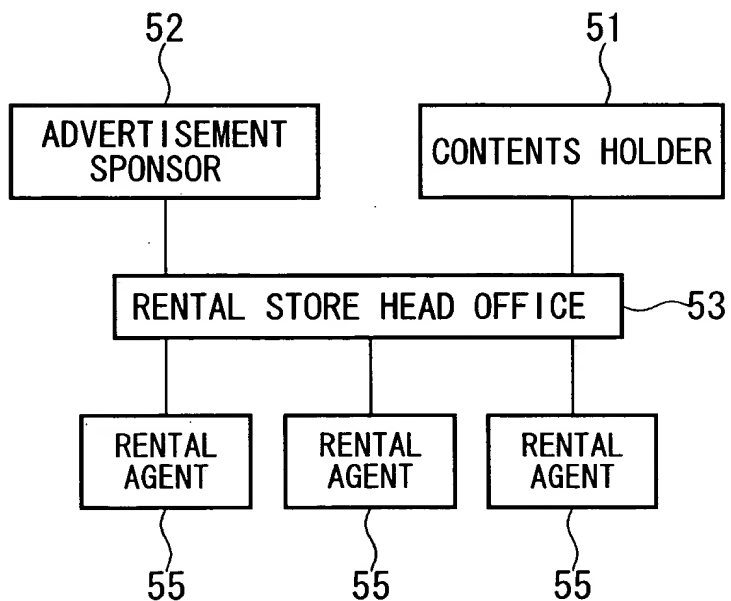 52
51
ADVERTISEMENT
SPONSOR
CONTENTS HOLDER
RENTAL STORE HEAD OFFICE
53
RENTAL
AGENT
RENTAL
AGENT
RENTAL
AGENT
55
55
55